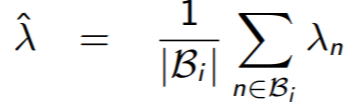 λ̂ = 1/|ℬᵢ| ∑_{n∈ℬᵢ} λₙ